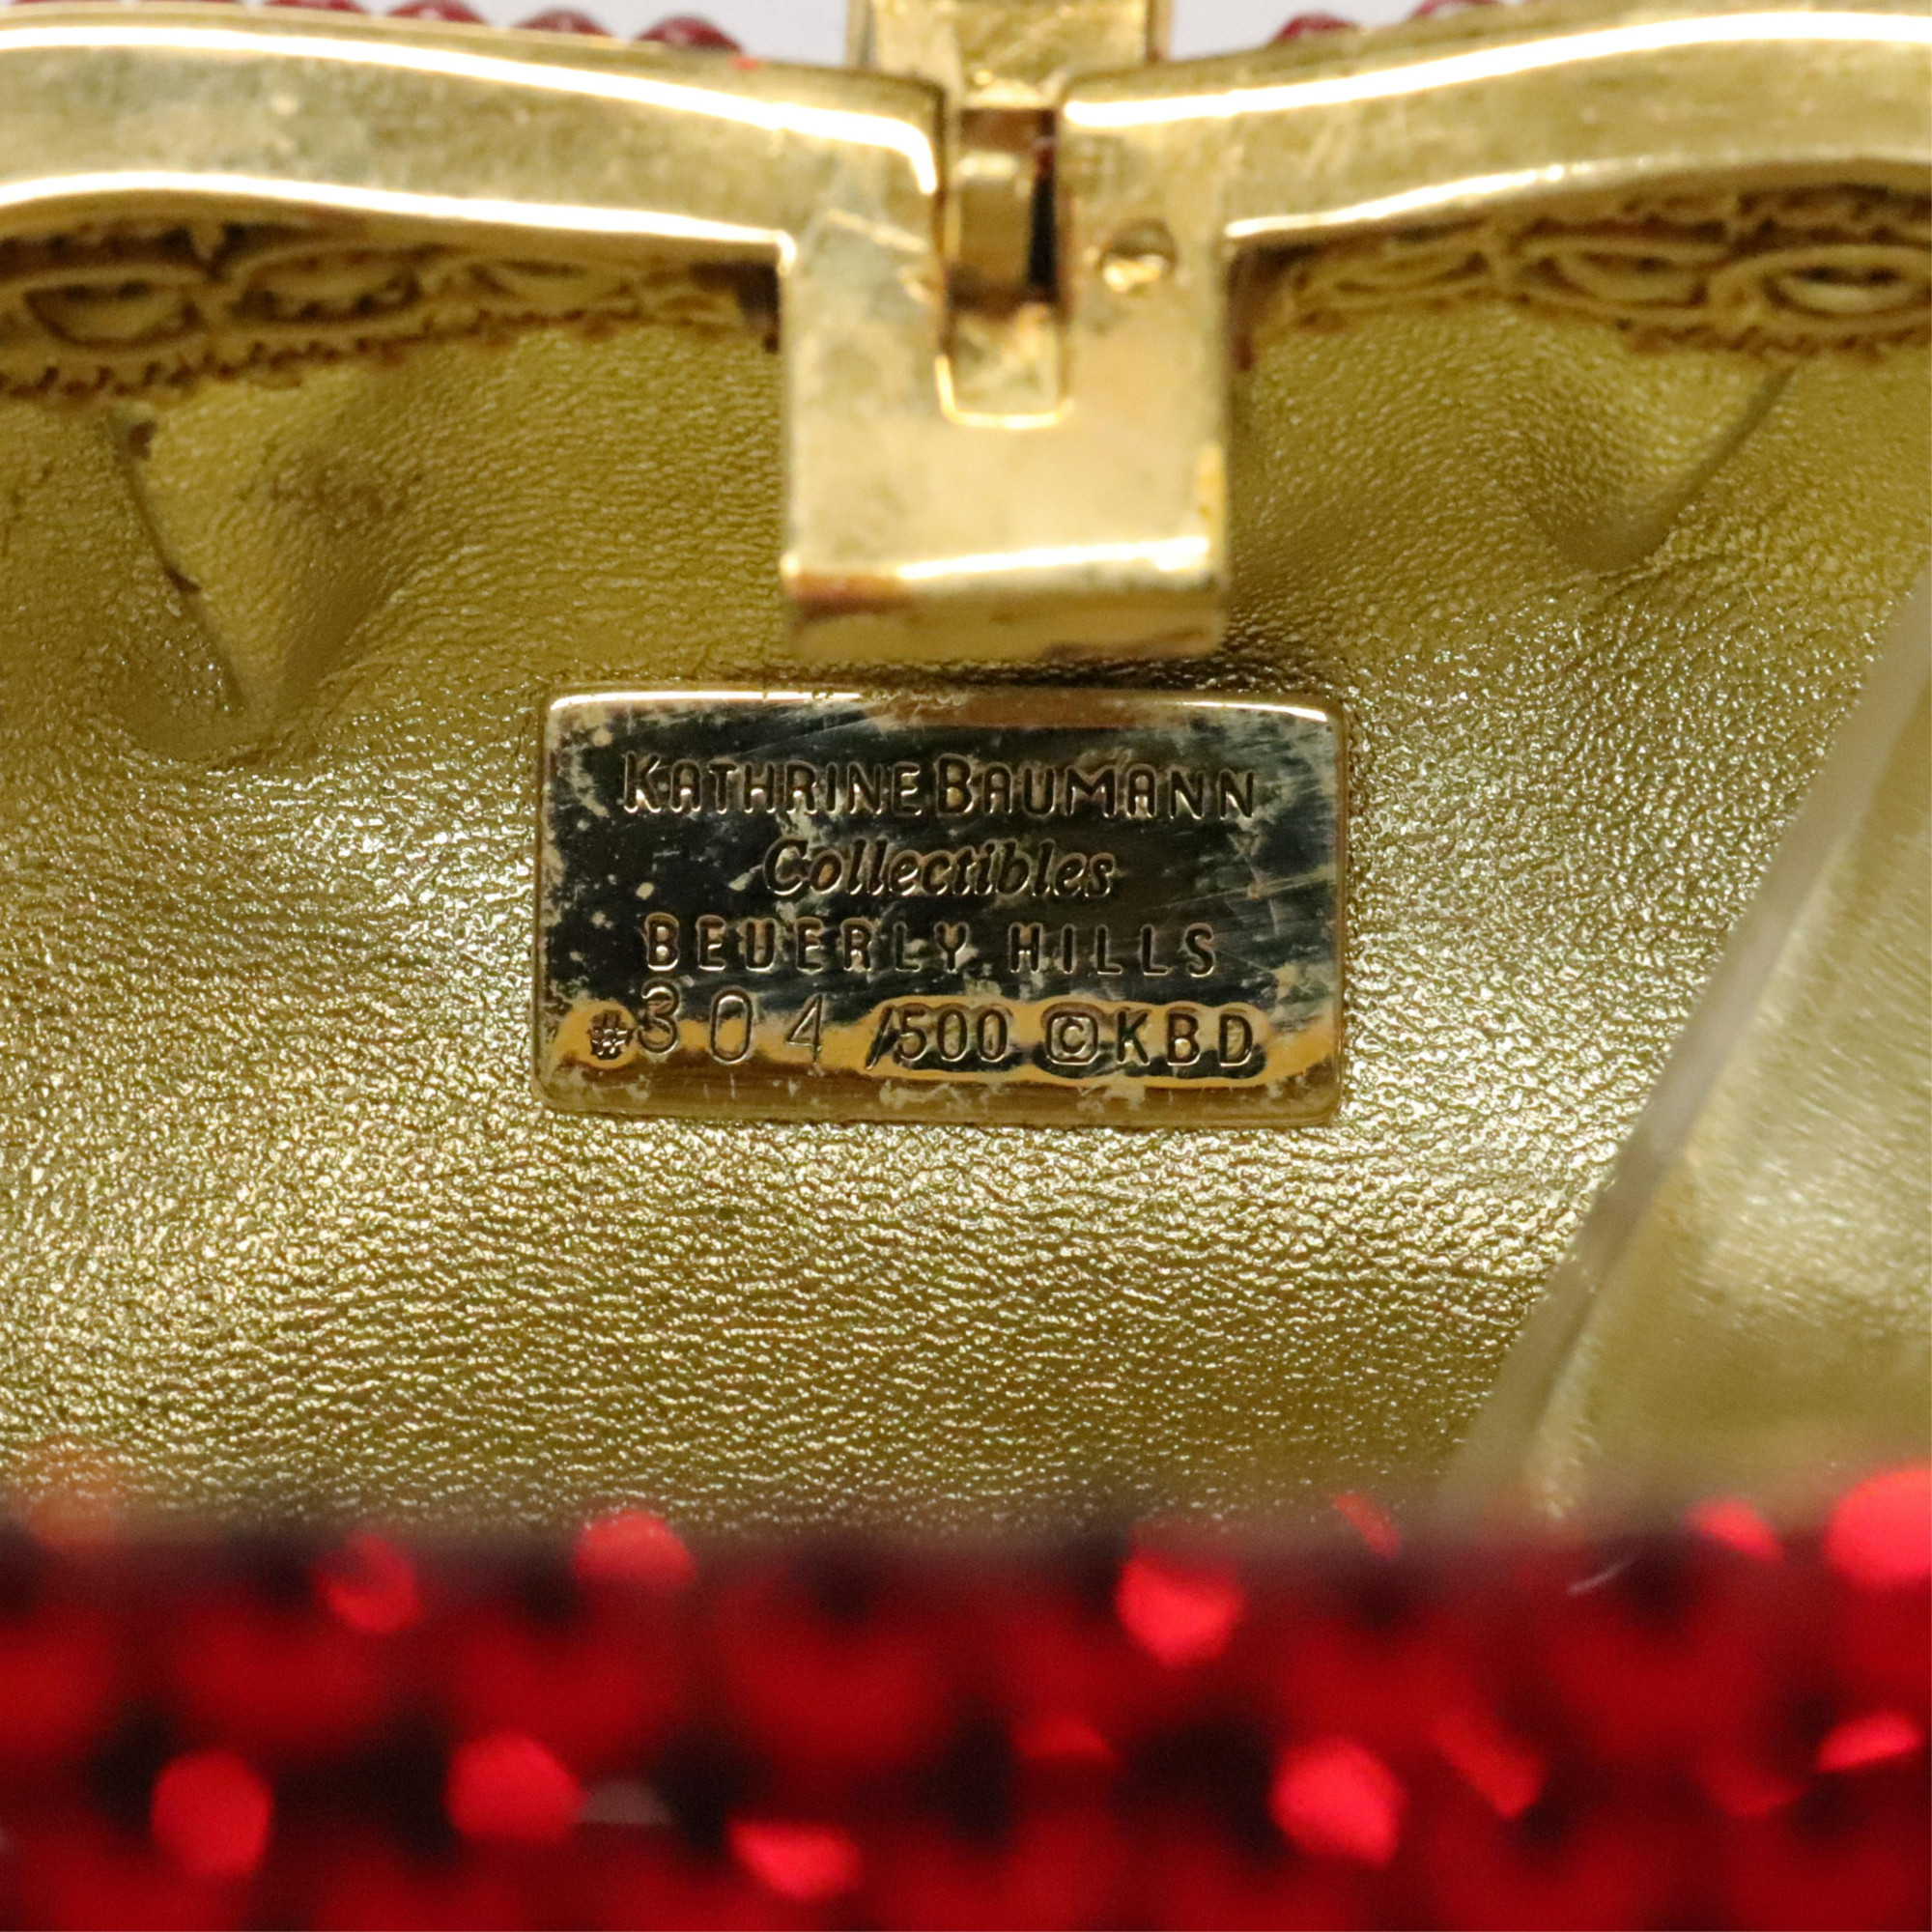 KATHRINE BAUMANN
Collectibles
BEVERLY HILLS
#304 /500 ©KBD